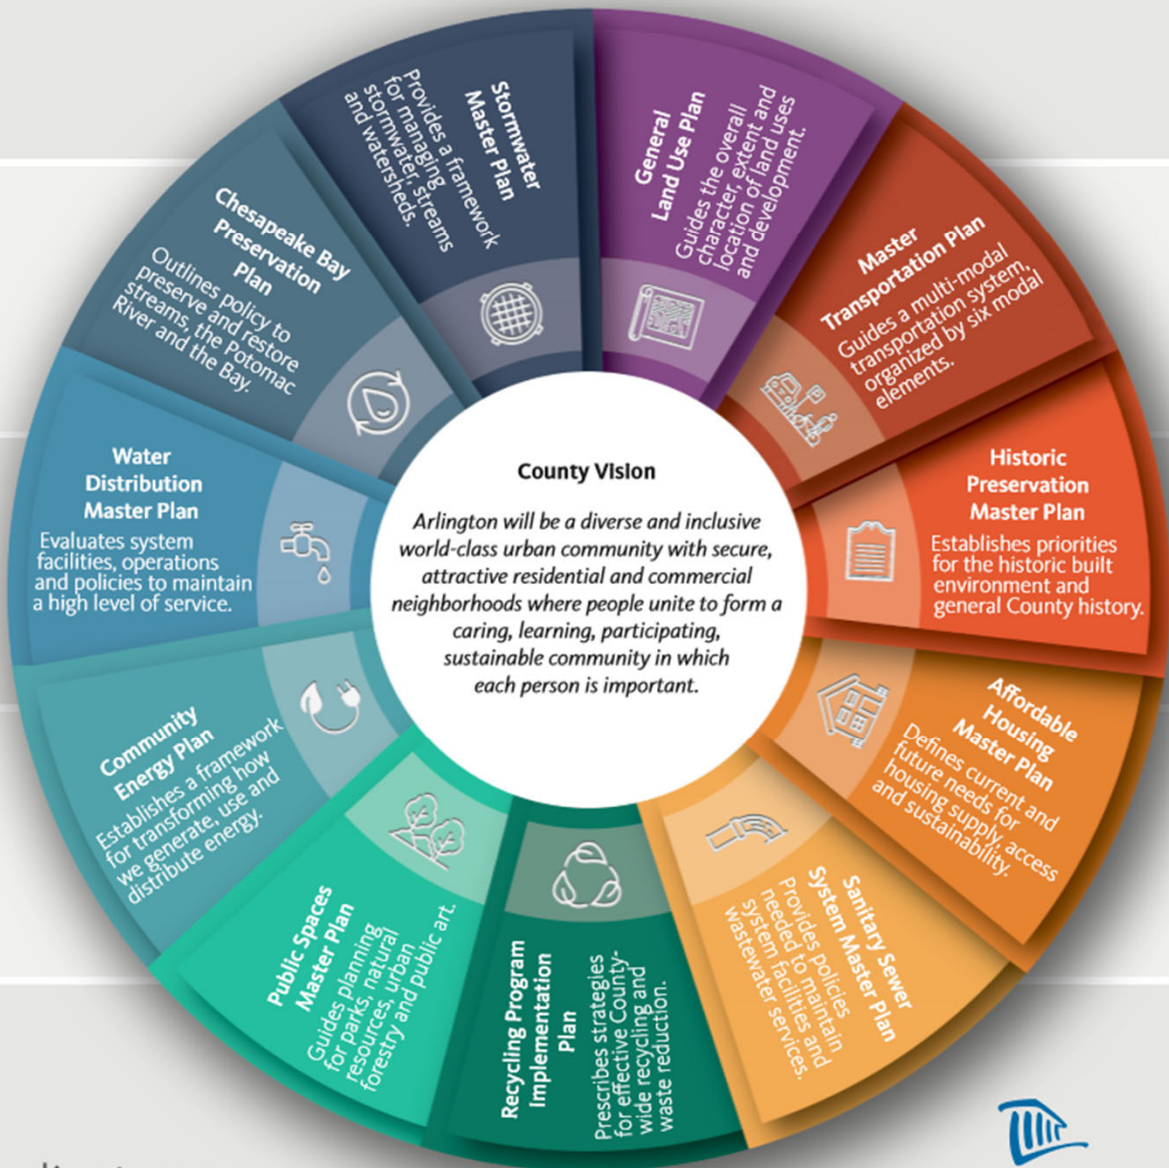 County Vision
Arlington will be a diverse and inclusive
world-class urban community with secure,
attractive residential and commercial
neighborhoods where people unite to form a
caring, learning, participating,
sustainable community in which
each person is important.
General
Land Use Plan
Guides the overall
character, extent and
location of land uses
and development.
Master
Transportation Plan
Guides a multi-modal
transportation system,
organized by six modal
elements.
Historic
Preservation
Master Plan
Establishes priorities
for the historic built
environment and
general County history.
Affordable
Housing
Master Plan
Defines current and
future needs for
housing supply, access
and sustainability.
Sanitary Sewer
System Master Plan
Provides policies
needed to maintain
system facilities and
wastewater services.
Recycling Program
Implementation
Plan
Prescribes strategies
for effective County-
wide recycling and
waste reduction.
Public Spaces
Master Plan
Guides planning
for parks, natural
resources, urban
forestry and public art.
Community
Energy Plan
Establishes a framework
for transforming how
we generate, use and
distribute energy.
Water
Distribution
Master Plan
Evaluates system
facilities, operations
and policies to maintain
a high level of service.
Chesapeake Bay
Preservation
Plan
Outlines policy to
preserve and restore
streams, the Potomac
River and the Bay.
Stormwater
Master Plan
Provides a framework
for managing
stormwater, streams
and watersheds.